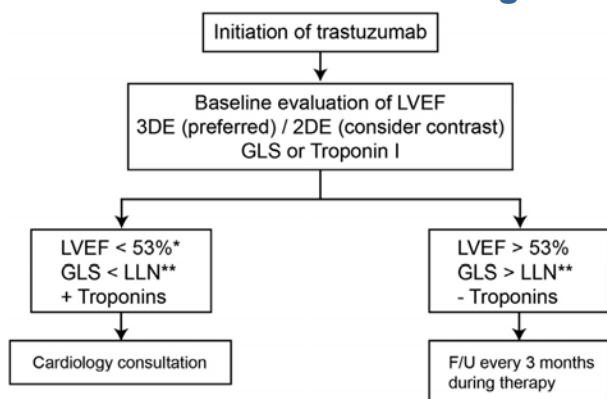 Initiation of trastuzumab
Baseline evaluation of LVEF
3DE (preferred) / 2DE (consider contrast)
GLS or Troponin I
LVEF < 53%*
GLS < LLN**
+ Troponins
LVEF > 53%
GLS > LLN**
- Troponins
Cardiology consultation
F/U every 3 months
during therapy